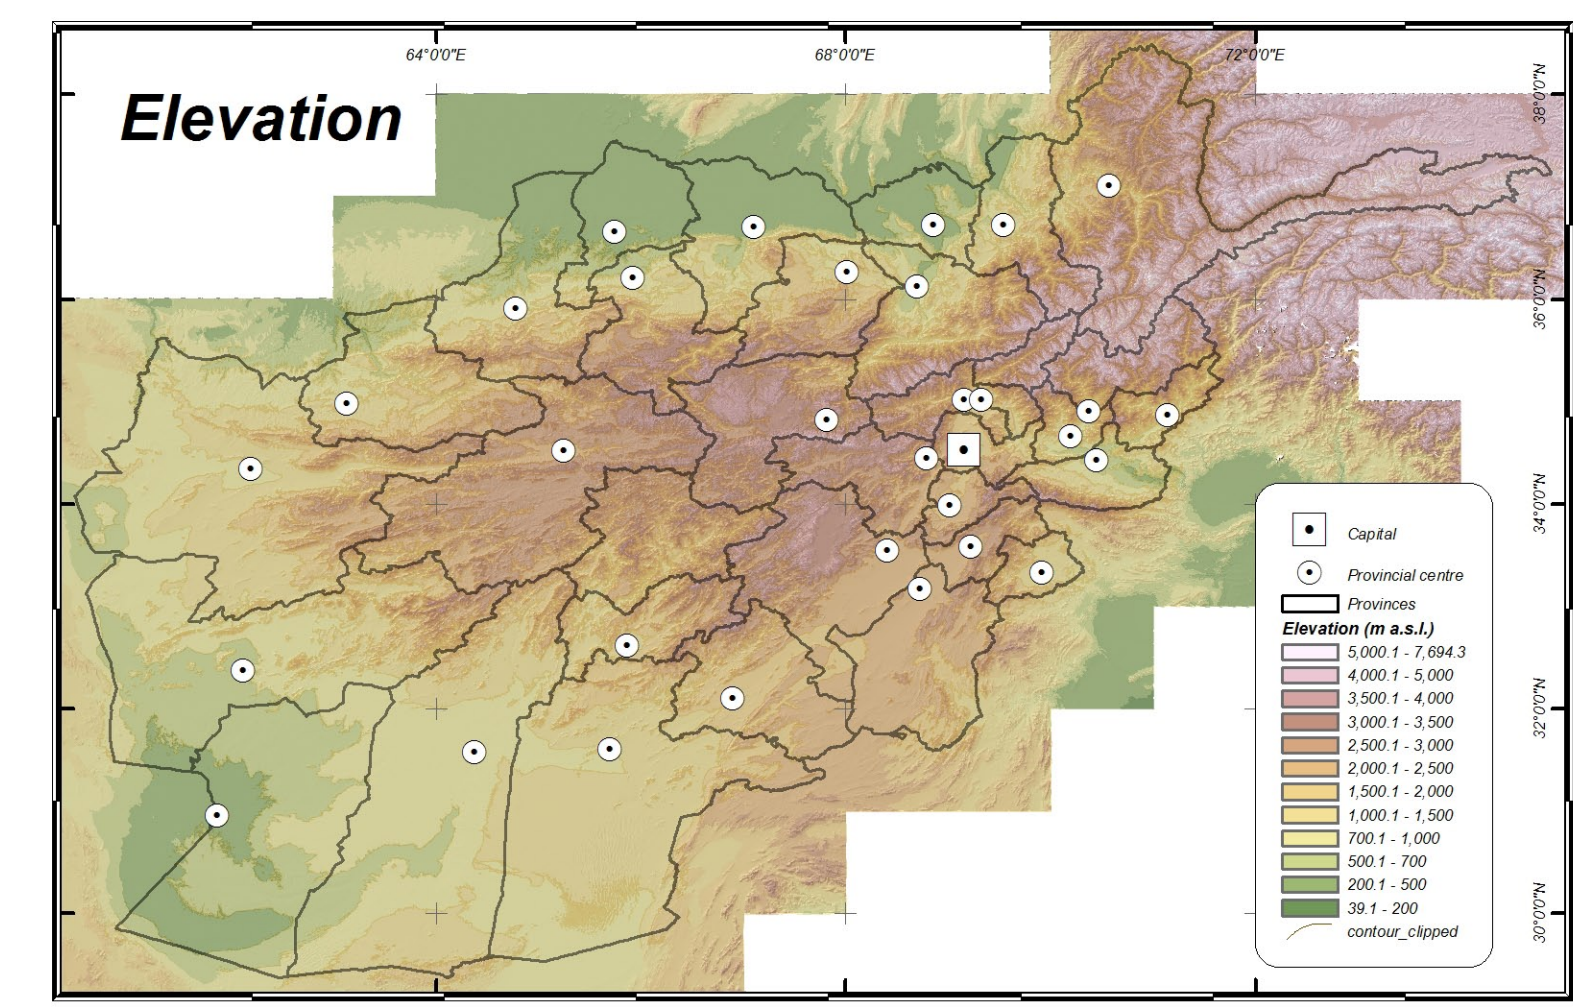 64°0'0"E
68°0'0"E
72°0'0"E
Elevation
38°0'0"N
36°0'0"N
34°0'0"N
32°0'0"N
30°0'0"N
Capital
Provincial centre
Provinces
Elevation (m a.s.l.)
5,000.1 - 7,694.3
4,000.1 - 5,000
3,500.1 - 4,000
3,000.1 - 3,500
2,500.1 - 3,000
2,000.1 - 2,500
1,500.1 - 2,000
1,000.1 - 1,500
700.1 - 1,000
500.1 - 700
200.1 - 500
39.1 - 200
contour_clipped